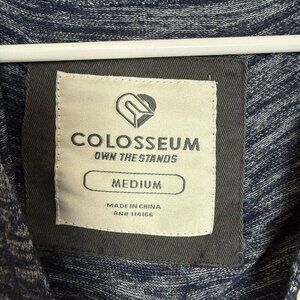 COLOSSEUM
OWN THE STANDS
MEDIUM
MADE IN CHINA
RN# 114166